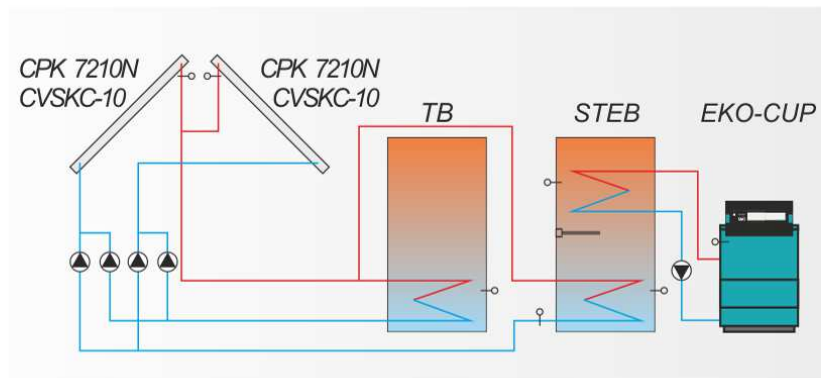 CPK 7210N
CVSKC-10
CPK 7210N
CVSKC-10
TB
STEB
EKO-CUP